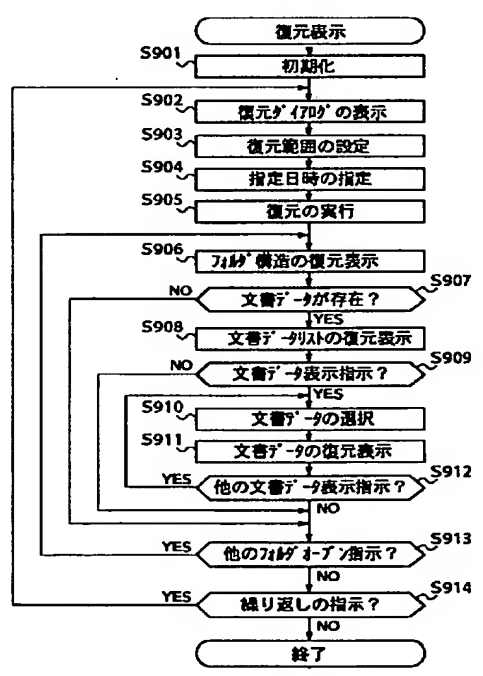 復元表示
S901
初期化
S902
復元ダイアログの表示
S903
復元範囲の設定
S904
指定日時の指定
S905
復元の実行
S906
フォルダ構造の復元表示
S907
NO
文書データが存在?
YES
S908
文書データリストの復元表示
S909
NO
文書データ表示指示?
YES
S910
文書データの選択
S911
文書データの復元表示
S912
YES
他の文書データ表示指示?
NO
S913
YES
他のフォルダオープン指示?
NO
S914
YES
繰り返しの指示?
NO
終了